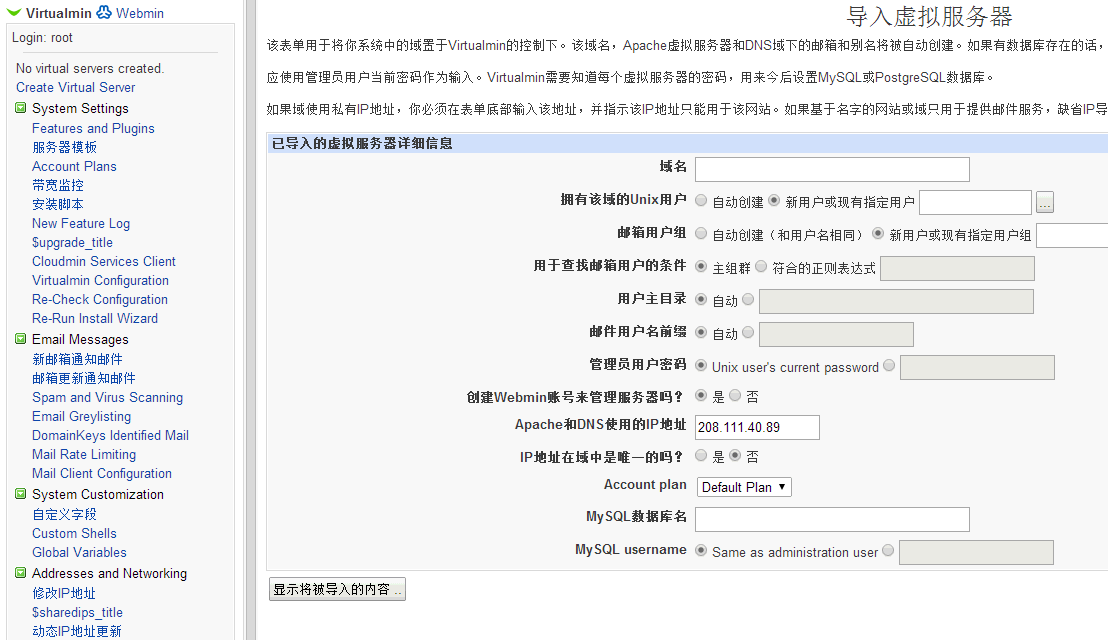 Virtualmin Webmin
Login: root
No virtual servers created.
Create Virtual Server
System Settings
Features and Plugins
服务器模板
Account Plans
带宽监控
安装脚本
New Feature Log
$upgrade_title
Cloudmin Services Client
Virtualmin Configuration
Re-Check Configuration
Re-Run Install Wizard
Email Messages
新邮箱通知邮件
邮箱更新通知邮件
Spam and Virus Scanning
Email Greylisting
DomainKeys Identified Mail
Mail Rate Limiting
Mail Client Configuration
System Customization
自定义字段
Custom Shells
Global Variables
Addresses and Networking
修改IP地址
$sharedips_title
动态IP地址更新
导入虚拟服务器
该表单用于将你系统中的域置于Virtualmin的控制下。该域名，Apache虚拟服务器和DNS域下的邮箱和别名将被自动创建。如果有数据库存在的话，
应使用管理员用户当前密码作为输入。Virtualmin需要知道每个虚拟服务器的密码，用来今后设置MySQL或PostgreSQL数据库。
如果域使用私有IP地址，你必须在表单底部输入该地址，并指示该IP地址只能用于该网站。如果基于名字的网站或域只用于提供邮件服务，缺省IP导
已导入的虚拟服务器详细信息
域名
拥有该域的Unix用户 自动创建 新用户或现有指定用户 ...
邮箱用户组 自动创建（和用户名相同） 新用户或现有指定用户组
用于查找邮箱用户的条件 主组群 符合的正则表达式
用户主目录 自动
邮件用户名前缀 自动
管理员用户密码 Unix user's current password
创建Webmin账号来管理服务器吗？ 是 否
Apache和DNS使用的IP地址 208.111.40.89
IP地址在域中是唯一的吗？ 是 否
Account plan Default Plan
MySQL数据库名
MySQL username Same as administration user
显示将被导入的内容 ..